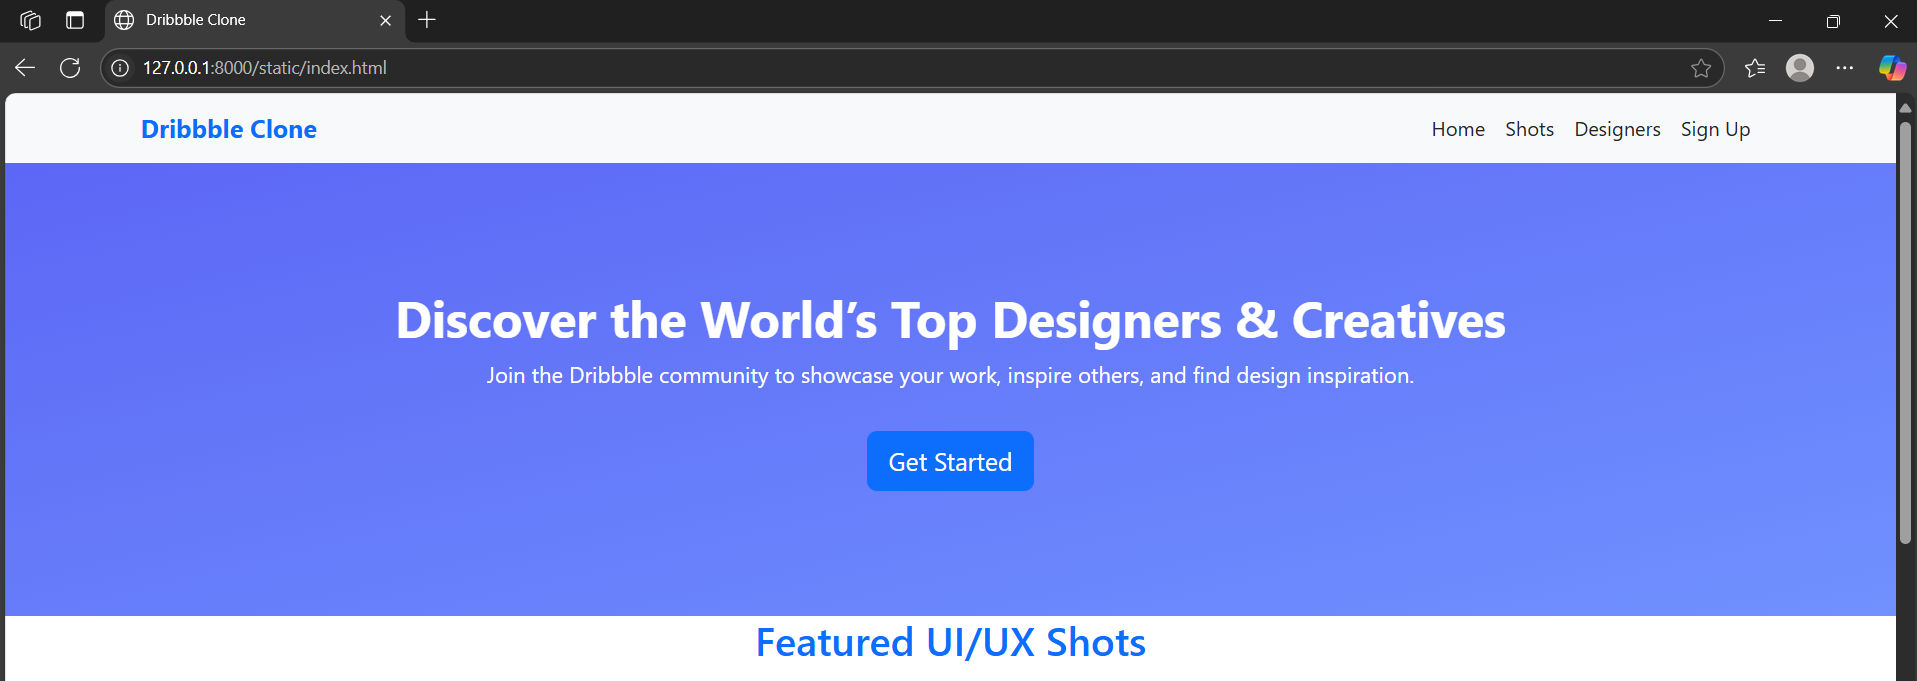 Dribbble Clone
127.0.0.1:8000/static/index.html
Dribbble Clone
Home Shots Designers Sign Up
Discover the World’s Top Designers & Creatives
Join the Dribbble community to showcase your work, inspire others, and find design inspiration.
Get Started
Featured UI/UX Shots